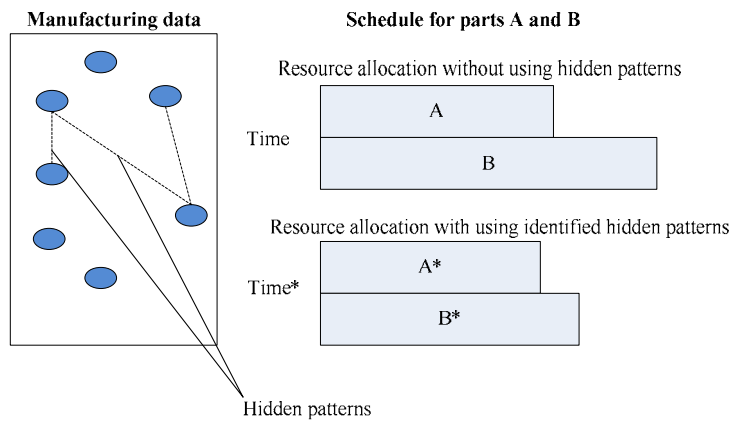 Manufacturing data
Schedule for parts A and B
Resource allocation without using hidden patterns
A
Time
B
Resource allocation with using identified hidden patterns
A*
Time*
B*
Hidden patterns